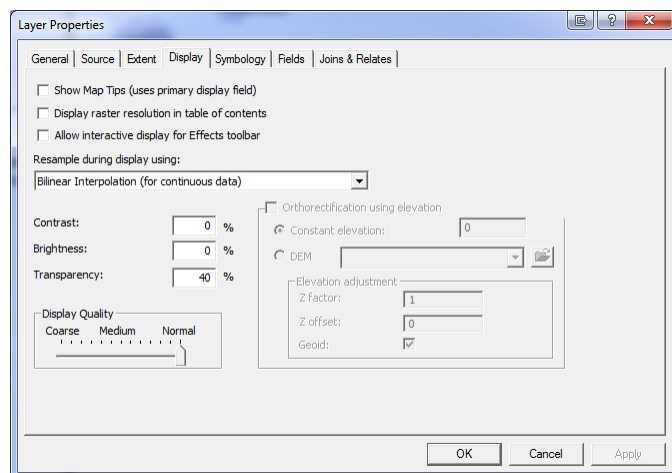 Layer Properties
General Source Extent Display Symbology Fields Joins & Relates
Show Map Tips (uses primary display field)
Display raster resolution in table of contents
Allow interactive display for Effects toolbar
Resample during display using:
Bilinear Interpolation (for continuous data)
Contrast: 0 %
Brightness: 0 %
Transparency: 40 %
Display Quality
Coarse Medium Normal
Orthorectification using elevation
Constant elevation: 0
DEM
Elevation adjustment
Z factor: 1
Z offset: 0
Geoid:
OK Cancel Apply